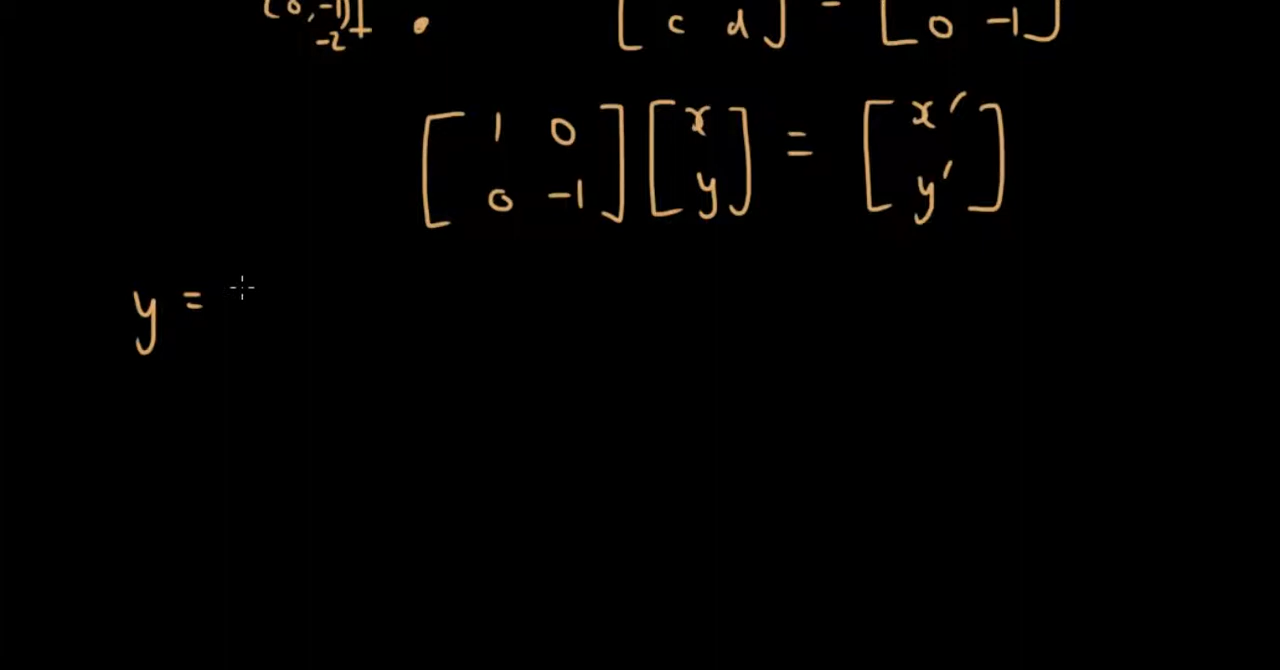 (0,-1) [ c d ] = [ 0 -1 ]
-2
[ 1 0 ] [ x ] = [ x' ]
[ 0 -1 ] [ y ] [ y' ]
y =